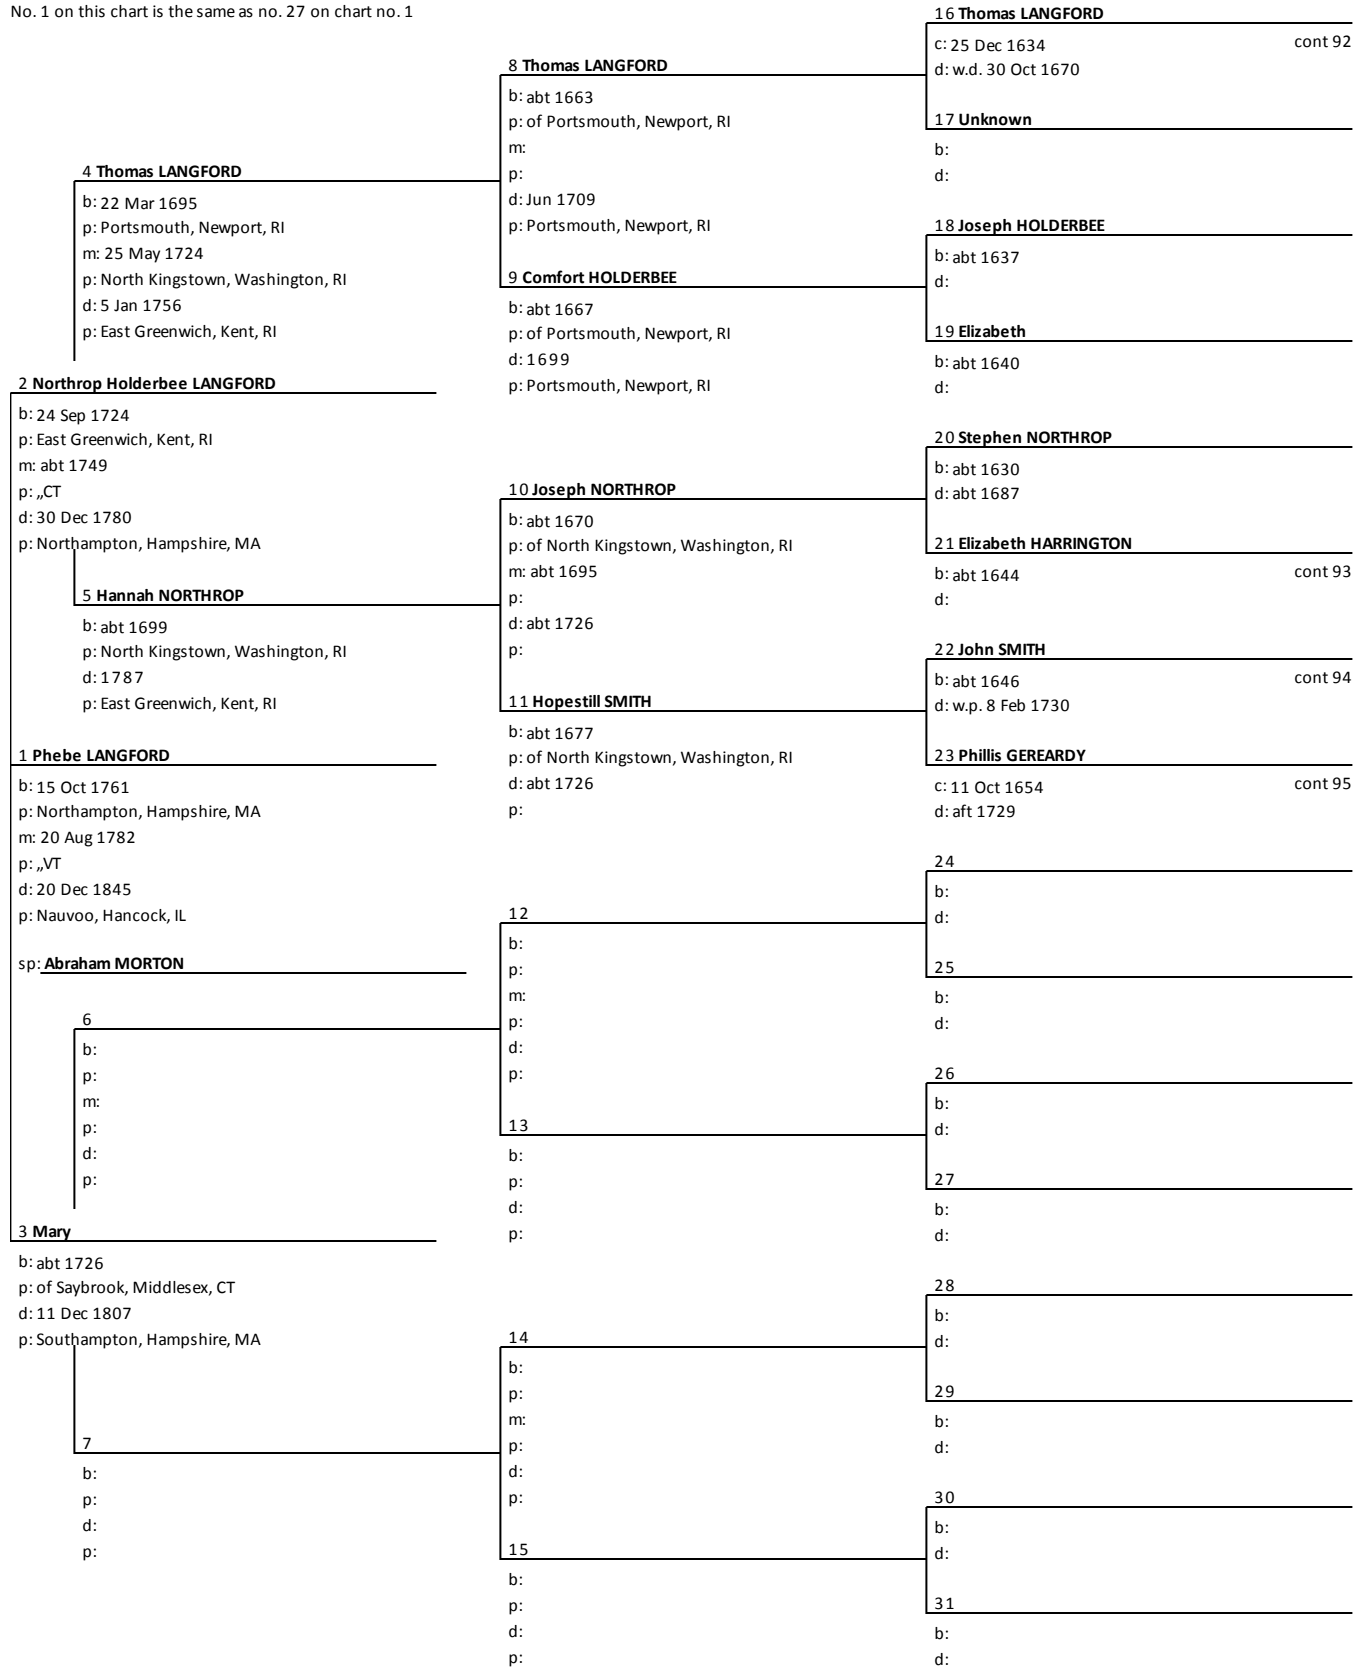 No. 1 on this chart is the same as no. 27 on chart no. 1
16 Thomas LANGFORD
c: 25 Dec 1634 cont 92
d: w.d. 30 Oct 1670
8 Thomas LANGFORD
b: abt 1663
p: of Portsmouth, Newport, RI
m:
p:
d: Jun 1709
p: Portsmouth, Newport, RI
17 Unknown
b:
d:
4 Thomas LANGFORD
b: 22 Mar 1695
p: Portsmouth, Newport, RI
m: 25 May 1724
p: North Kingstown, Washington, RI
d: 5 Jan 1756
p: East Greenwich, Kent, RI
18 Joseph HOLDERBEE
b: abt 1637
d:
9 Comfort HOLDERBEE
b: abt 1667
p: of Portsmouth, Newport, RI
d: 1699
p: Portsmouth, Newport, RI
19 Elizabeth
b: abt 1640
d:
2 Northrop Holderbee LANGFORD
b: 24 Sep 1724
p: East Greenwich, Kent, RI
m: abt 1749
p: ,,CT
d: 30 Dec 1780
p: Northampton, Hampshire, MA
20 Stephen NORTHROP
b: abt 1630
d: abt 1687
10 Joseph NORTHROP
b: abt 1670
p: of North Kingstown, Washington, RI
m: abt 1695
p:
d: abt 1726
p:
21 Elizabeth HARRINGTON
b: abt 1644 cont 93
d:
5 Hannah NORTHROP
b: abt 1699
p: North Kingstown, Washington, RI
d: 1787
p: East Greenwich, Kent, RI
22 John SMITH
b: abt 1646 cont 94
d: w.p. 8 Feb 1730
11 Hopestill SMITH
b: abt 1677
p: of North Kingstown, Washington, RI
d: abt 1726
p:
23 Phillis GEREARDY
c: 11 Oct 1654 cont 95
d: aft 1729
1 Phebe LANGFORD
b: 15 Oct 1761
p: Northampton, Hampshire, MA
m: 20 Aug 1782
p: ,,VT
d: 20 Dec 1845
p: Nauvoo, Hancock, IL
sp: Abraham MORTON
24
b:
d:
12
b:
p:
m:
p:
d:
p:
25
b:
d:
6
b:
p:
m:
p:
d:
p:
26
b:
d:
13
b:
p:
d:
p:
27
b:
d:
3 Mary
b: abt 1726
p: of Saybrook, Middlesex, CT
d: 11 Dec 1807
p: Southampton, Hampshire, MA
28
b:
d:
14
b:
p:
m:
p:
d:
p:
29
b:
d:
7
b:
p:
d:
p:
30
b:
d:
15
b:
p:
d:
p:
31
b:
d: